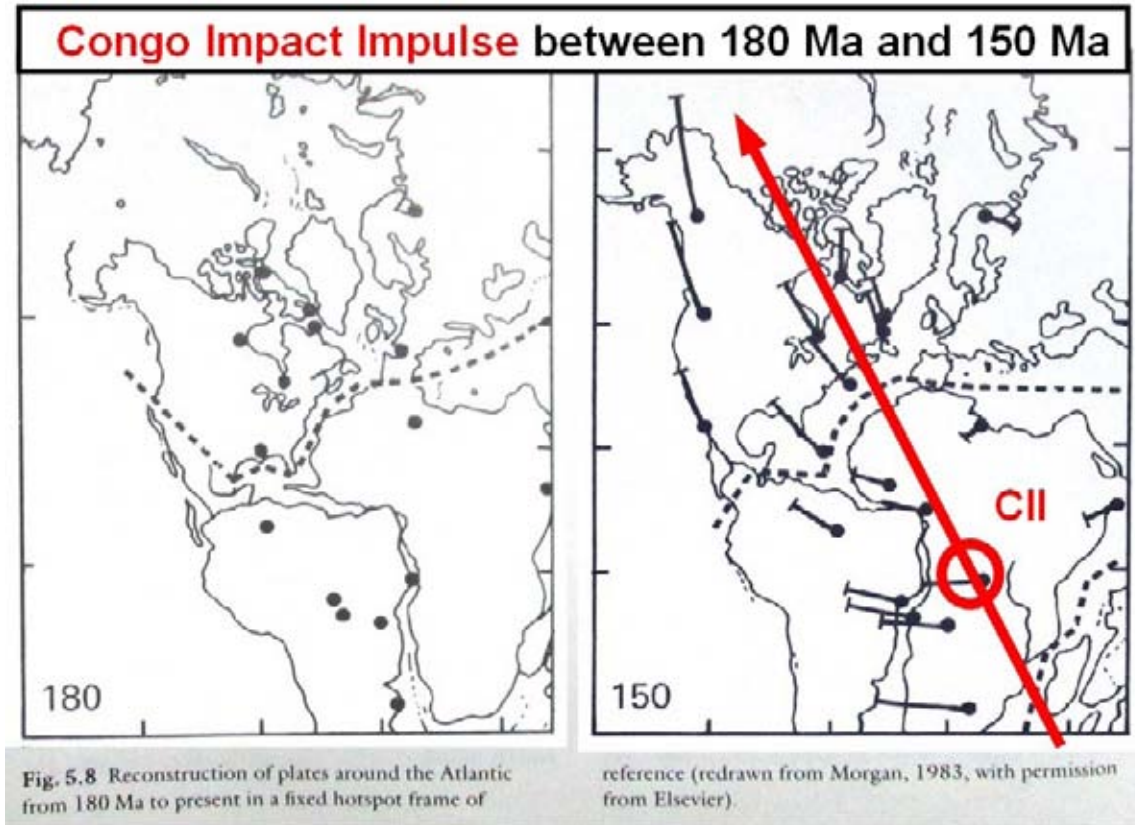 Congo Impact Impulse between 180 Ma and 150 Ma
180
150
CII
Fig. 5.8 Reconstruction of plates around the Atlantic
from 180 Ma to present in a fixed hotspot frame of
reference (redrawn from Morgan, 1983, with permission
from Elsevier).